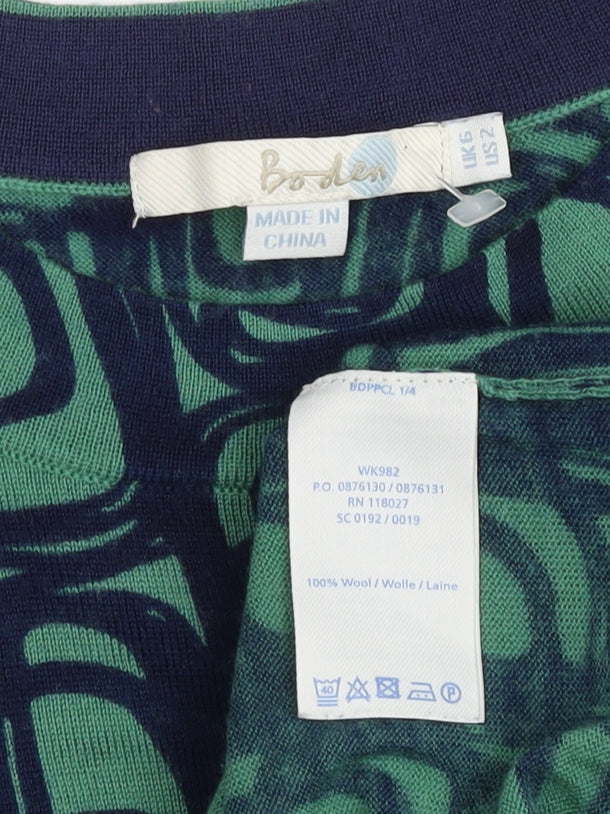 Boden
UK 6
US 2
MADE IN
CHINA
BDPPCL 1/4
WK982
P.O. 0876130 / 0876131
RN 118027
SC 0192 / 0019
100% Wool / Wolle / Laine
40
P